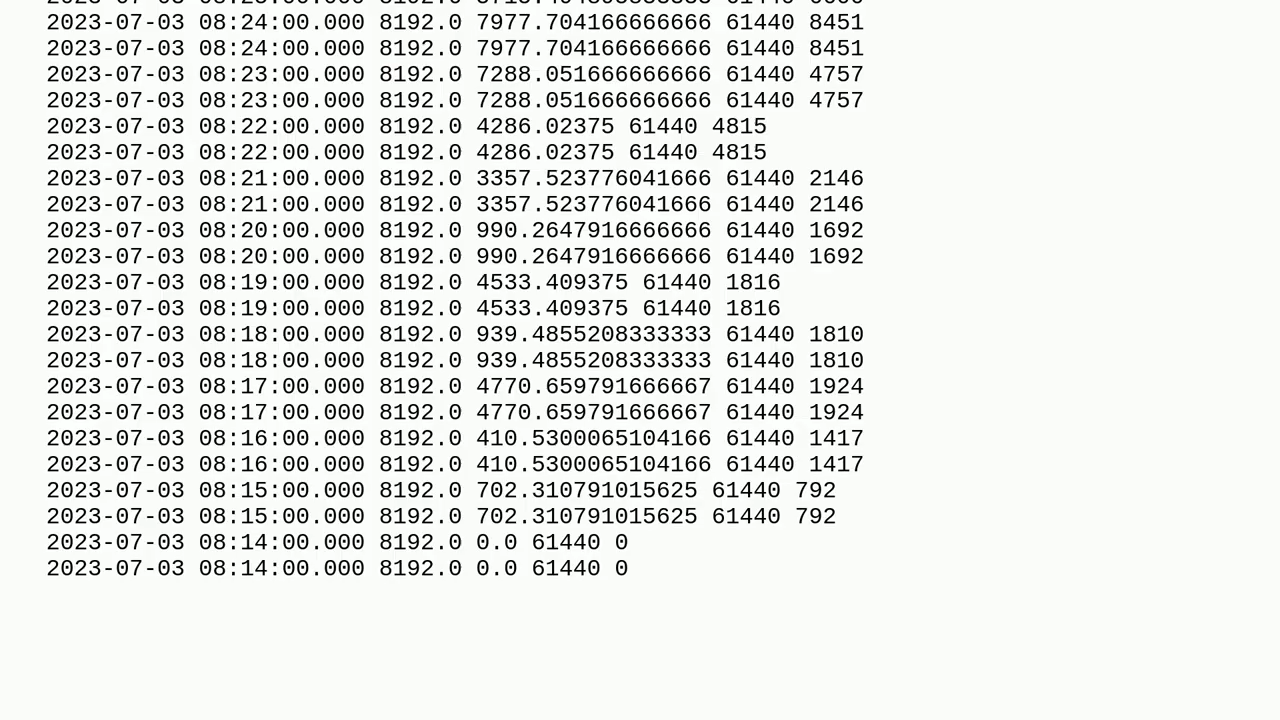 2023-07-03 08:24:00.000 8192.0 7977.704166666666 61440 8451
2023-07-03 08:24:00.000 8192.0 7977.704166666666 61440 8451
2023-07-03 08:23:00.000 8192.0 7288.051666666666 61440 4757
2023-07-03 08:23:00.000 8192.0 7288.051666666666 61440 4757
2023-07-03 08:22:00.000 8192.0 4286.02375 61440 4815
2023-07-03 08:22:00.000 8192.0 4286.02375 61440 4815
2023-07-03 08:21:00.000 8192.0 3357.523776041666 61440 2146
2023-07-03 08:21:00.000 8192.0 3357.523776041666 61440 2146
2023-07-03 08:20:00.000 8192.0 990.2647916666666 61440 1692
2023-07-03 08:20:00.000 8192.0 990.2647916666666 61440 1692
2023-07-03 08:19:00.000 8192.0 4533.409375 61440 1816
2023-07-03 08:19:00.000 8192.0 4533.409375 61440 1816
2023-07-03 08:18:00.000 8192.0 939.4855208333333 61440 1810
2023-07-03 08:18:00.000 8192.0 939.4855208333333 61440 1810
2023-07-03 08:17:00.000 8192.0 4770.659791666667 61440 1924
2023-07-03 08:17:00.000 8192.0 4770.659791666667 61440 1924
2023-07-03 08:16:00.000 8192.0 410.5300065104166 61440 1417
2023-07-03 08:16:00.000 8192.0 410.5300065104166 61440 1417
2023-07-03 08:15:00.000 8192.0 702.310791015625 61440 792
2023-07-03 08:15:00.000 8192.0 702.310791015625 61440 792
2023-07-03 08:14:00.000 8192.0 0.0 61440 0
2023-07-03 08:14:00.000 8192.0 0.0 61440 0